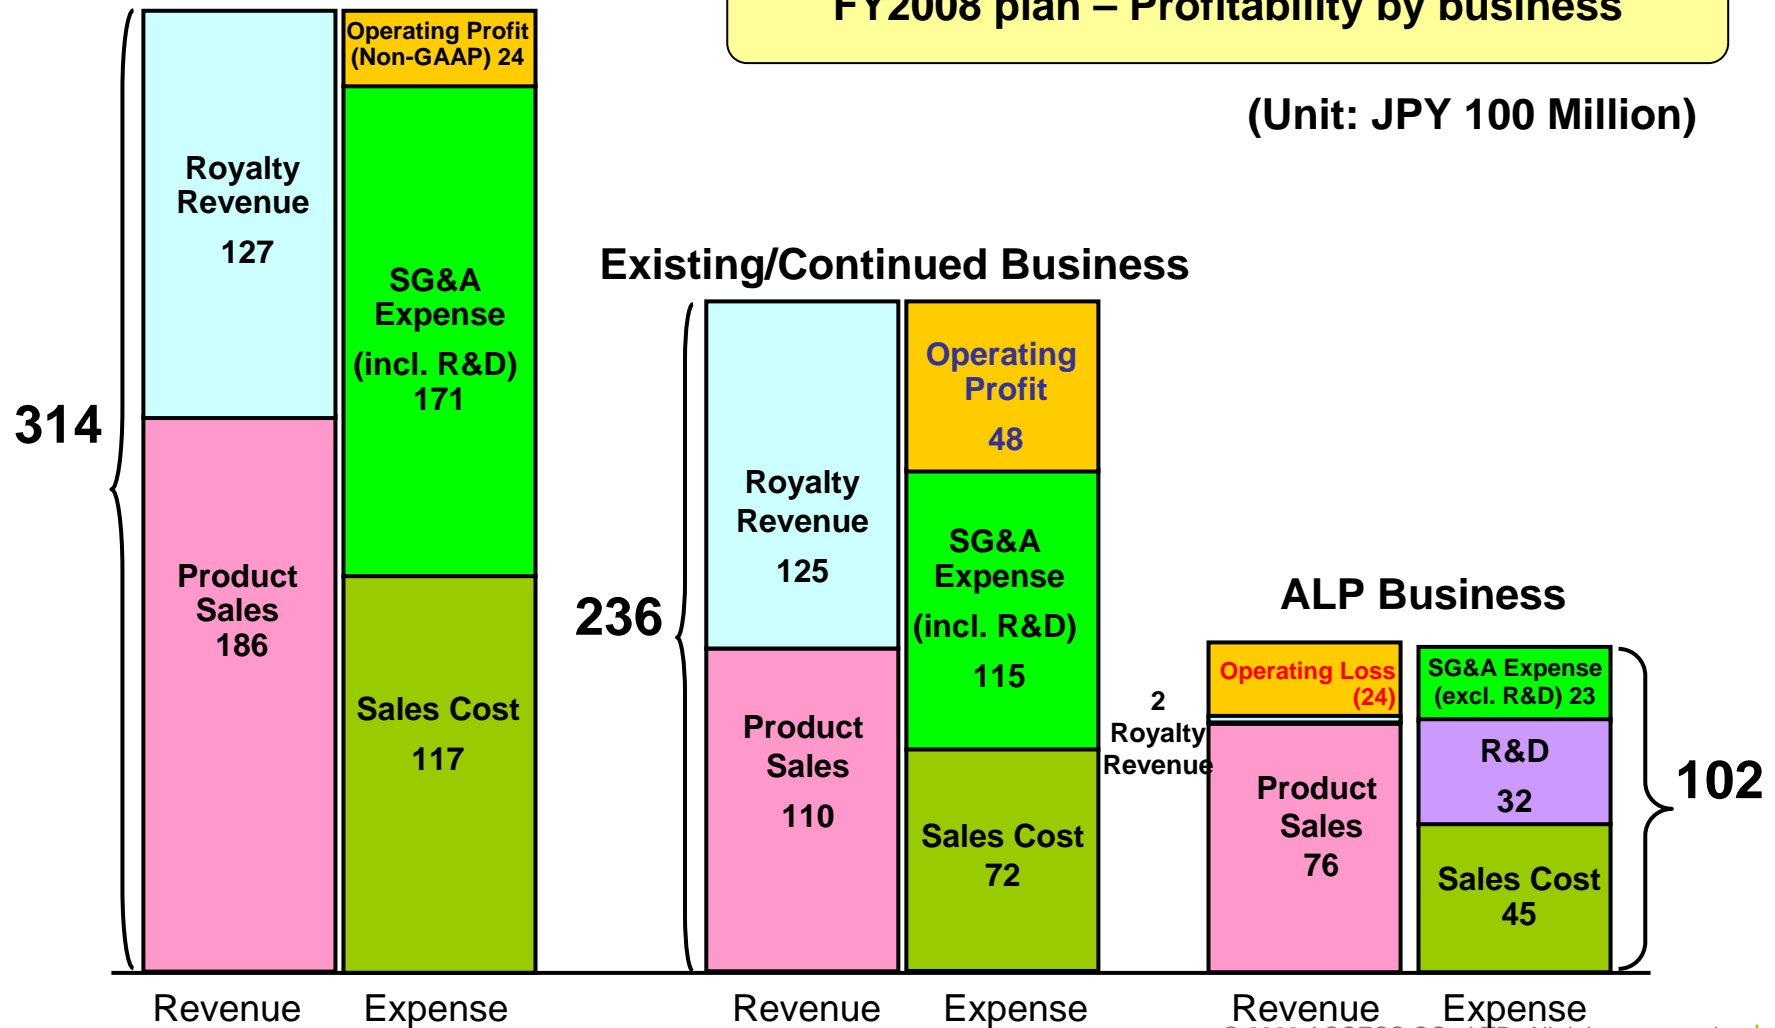 FY2008 plan – Profitability by business
(Unit: JPY 100 Million)
Operating Profit
(Non-GAAP) 24
Royalty
Revenue
127
SG&A
Expense
(incl. R&D)
171
314
Product
Sales
186
Sales Cost
117
Revenue
Expense
Existing/Continued Business
Operating
Profit
48
Royalty
Revenue
125
SG&A
Expense
(incl. R&D)
115
236
Product
Sales
110
Sales Cost
72
Revenue
Expense
ALP Business
Operating Loss
(24)
2
Royalty
Revenue
Product
Sales
76
SG&A Expense
(excl. R&D) 23
R&D
32
Sales Cost
45
102
Revenue
Expense